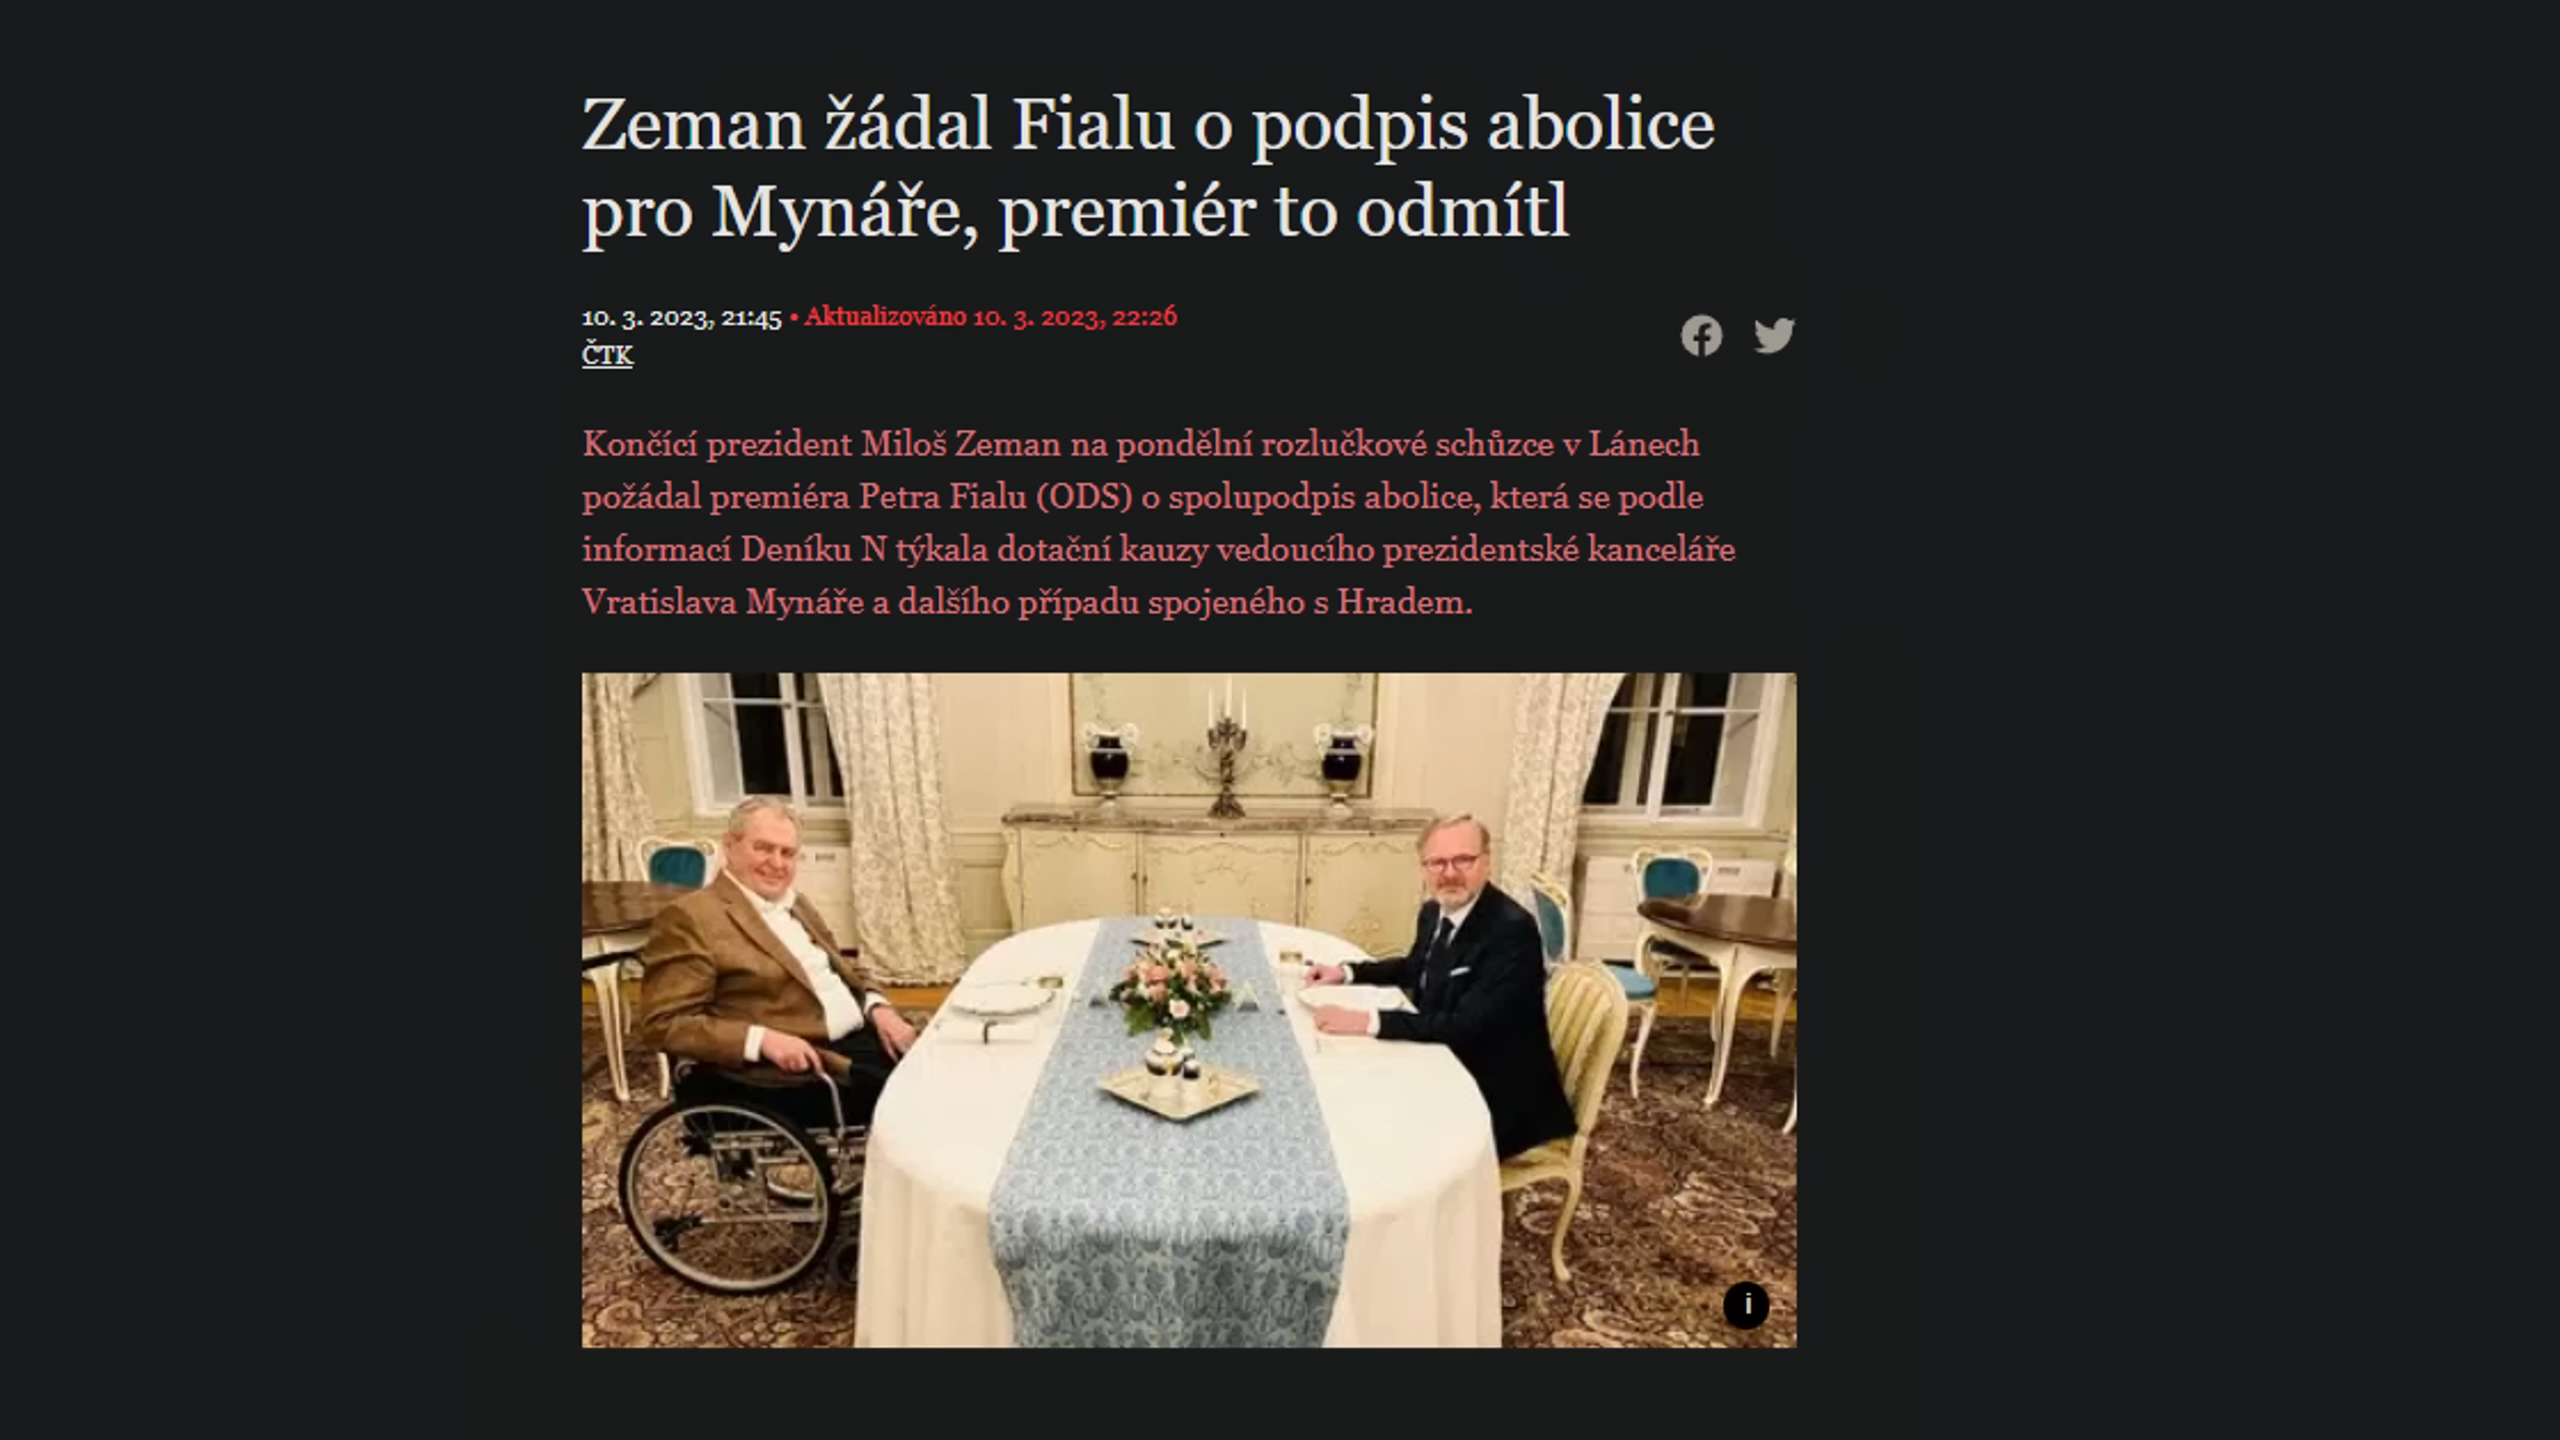 Zeman žádal Fialu o podpis abolice
pro Mynáře, premiér to odmítl
10. 3. 2023, 21:45 • Aktualizováno 10. 3. 2023, 22:26
ČTK
Končící prezident Miloš Zeman na pondělní rozlučkové schůzce v Lánech
požádal premiéra Petra Fialu (ODS) o spolupodpis abolice, která se podle
informací Deníku N týkala dotační kauzy vedoucího prezidentské kanceláře
Vratislava Mynáře a dalšího případu spojeného s Hradem.
i